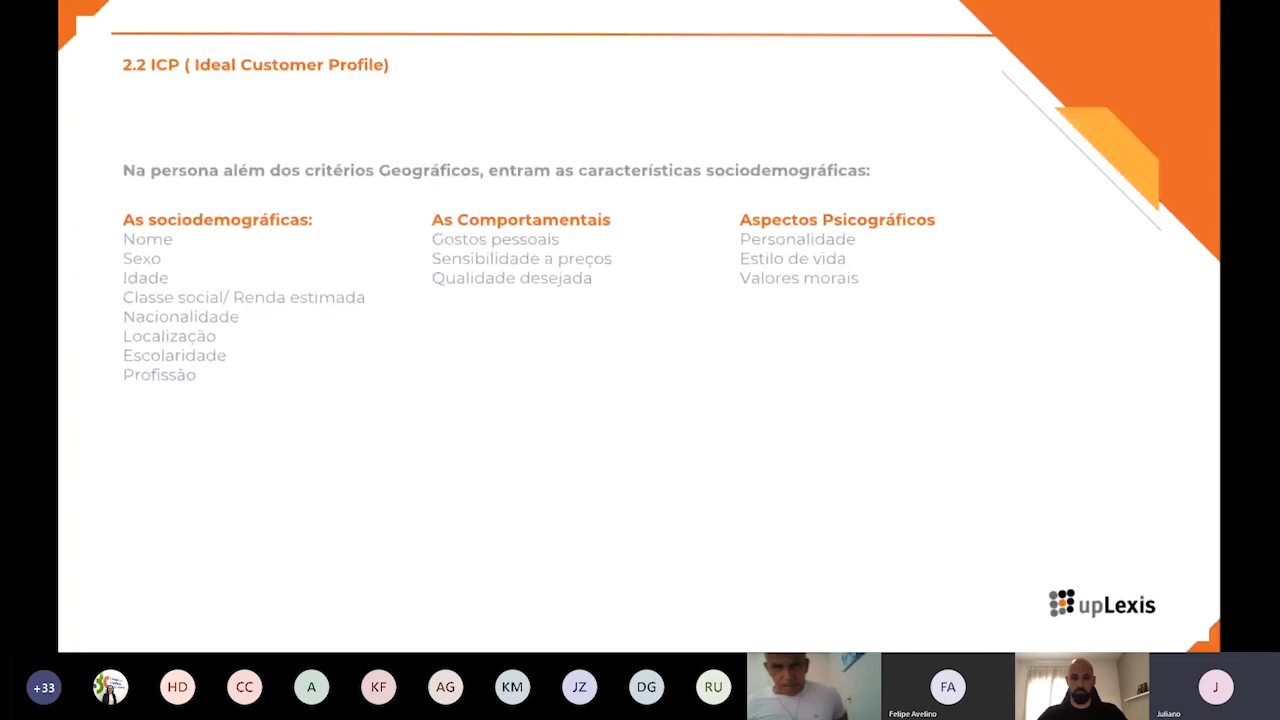 2.2 ICP ( Ideal Customer Profile)
Na persona além dos critérios Geográficos, entram as características sociodemográficas:
As sociodemográficas:
Nome
Sexo
Idade
Classe social/ Renda estimada
Nacionalidade
Localização
Escolaridade
Profissão
As Comportamentais
Gostos pessoais
Sensibilidade a preços
Qualidade desejada
Aspectos Psicográficos
Personalidade
Estilo de vida
Valores morais
upLexis
+33
HD
CC
A
KF
AG
KM
JZ
DG
RU
FA
J
Felipe Avelino
Juliano